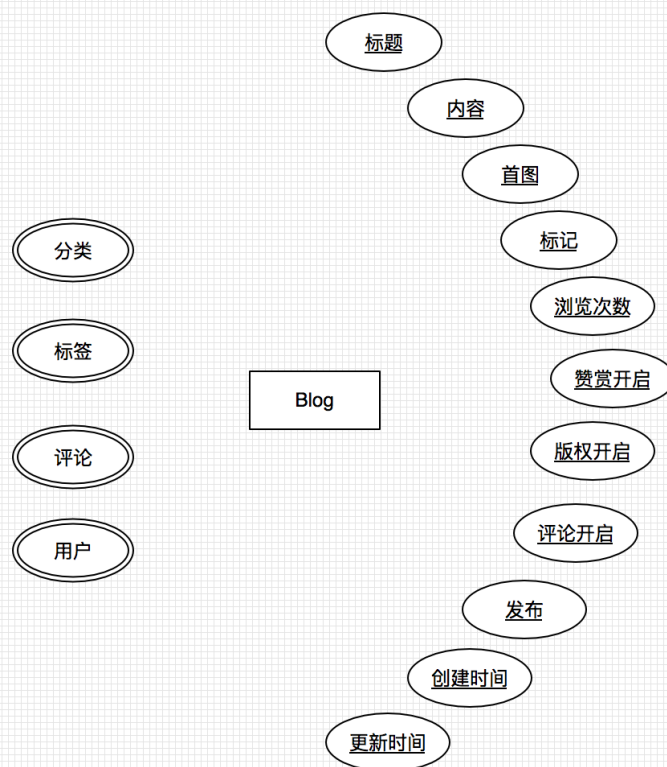 标题
内容
首图
标记
浏览次数
赞赏开启
版权开启
评论开启
发布
创建时间
更新时间
分类
标签
评论
用户
Blog